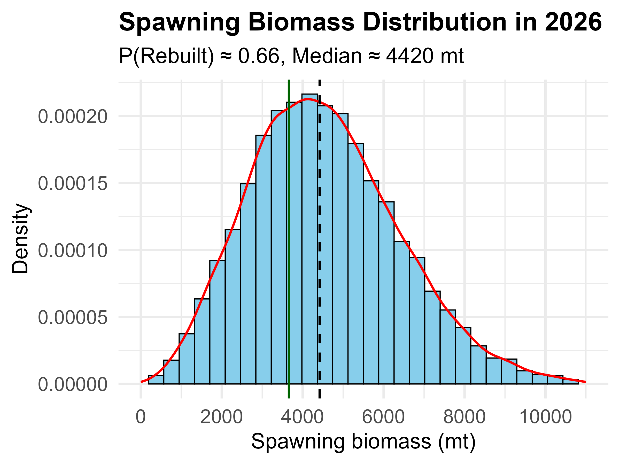 Spawning Biomass Distribution in 2026
P(Rebuilt) ≈ 0.66, Median ≈ 4420 mt
0.00020
0.00015
0.00010
0.00005
0.00000
Density
0 2000 4000 6000 8000 10000
Spawning biomass (mt)